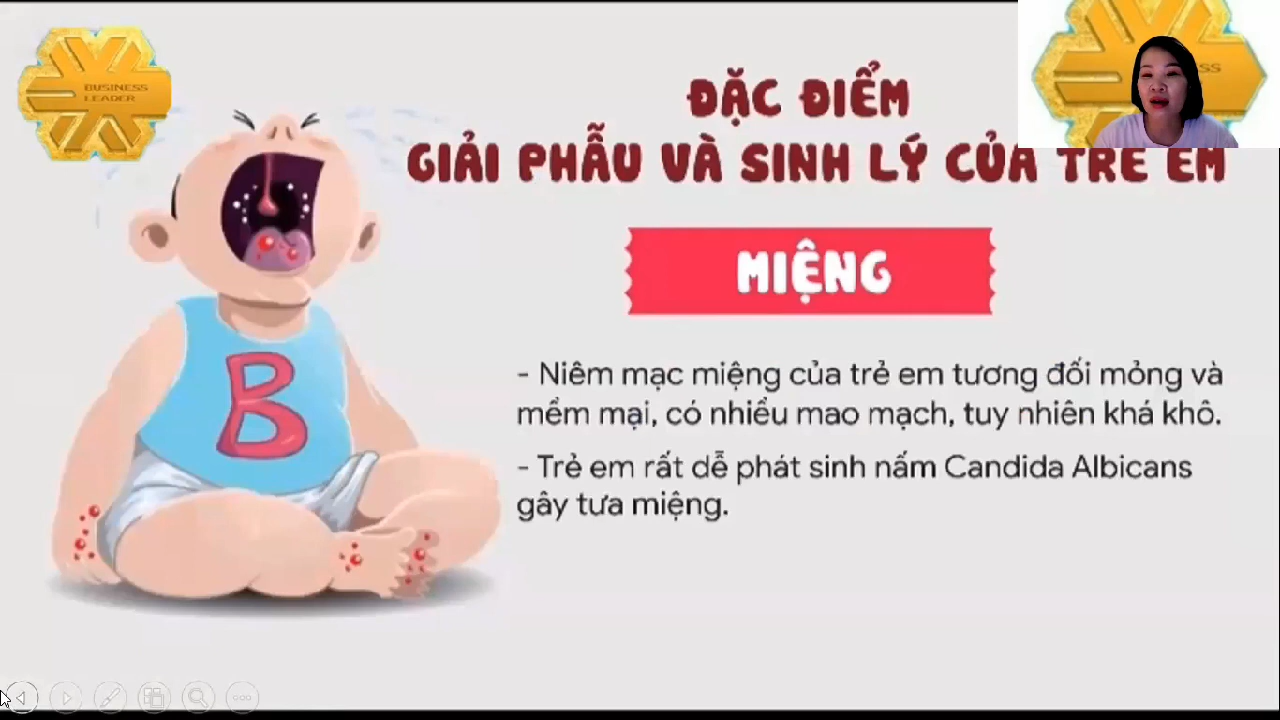 BUSINESS
LEADER
ĐẶC ĐIỂM
GIẢI PHẪU VÀ SINH LÝ CỦA TRẺ EM
MIỆNG
- Niêm mạc miệng của trẻ em tương đối mỏng và
mềm mại, có nhiều mao mạch, tuy nhiên khá khô.
- Trẻ em rất dễ phát sinh nấm Candida Albicans
gây tưa miệng.
B